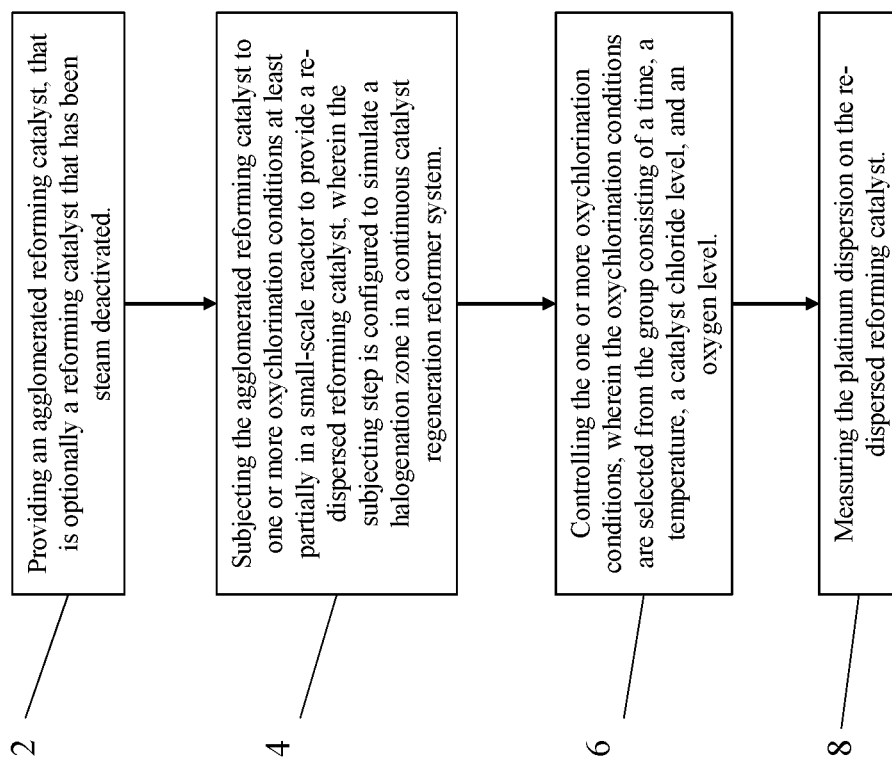 2
Providing an agglomerated reforming catalyst, that
is optionally a reforming catalyst that has been
steam deactivated.
4
Subjecting the agglomerated reforming catalyst to
one or more oxychlorination conditions at least
partially in a small-scale reactor to provide a re-
dispersed reforming catalyst, wherein the
subjecting step is configured to simulate a
halogenation zone in a continuous catalyst
regeneration reformer system.
6
Controlling the one or more oxychlorination
conditions, wherein the oxychlorination conditions
are selected from the group consisting of a time, a
temperature, a catalyst chloride level, and an
oxygen level.
8
Measuring the platinum dispersion on the re-
dispersed reforming catalyst.